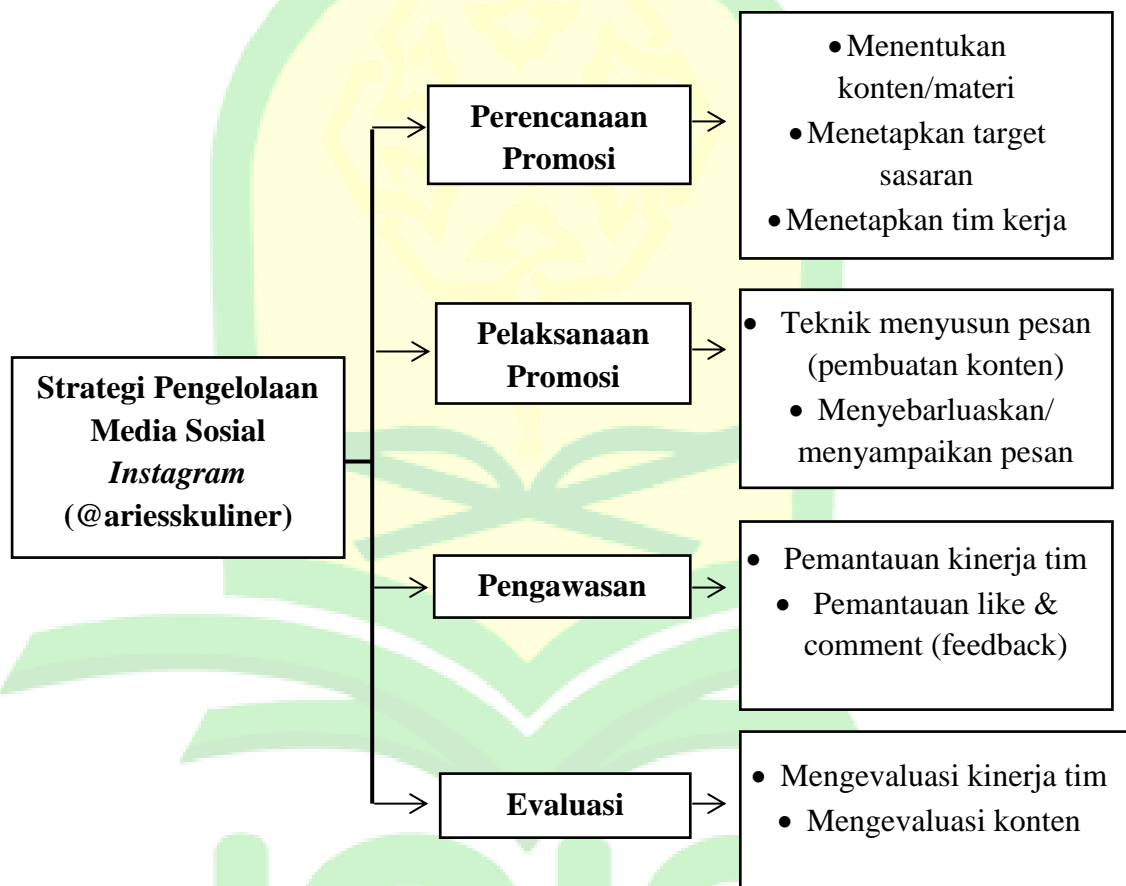 Strategi Pengelolaan
Media Sosial
Instagram
(@ariesskuliner)
Perencanaan
Promosi
• Menentukan
konten/materi
• Menetapkan target
sasaran
• Menetapkan tim kerja
Pelaksanaan
Promosi
• Teknik menyusun pesan
(pembuatan konten)
• Menyebarluaskan/
menyampaikan pesan
Pengawasan
• Pemantauan kinerja tim
• Pemantauan like &
comment (feedback)
Evaluasi
• Mengevaluasi kinerja tim
• Mengevaluasi konten